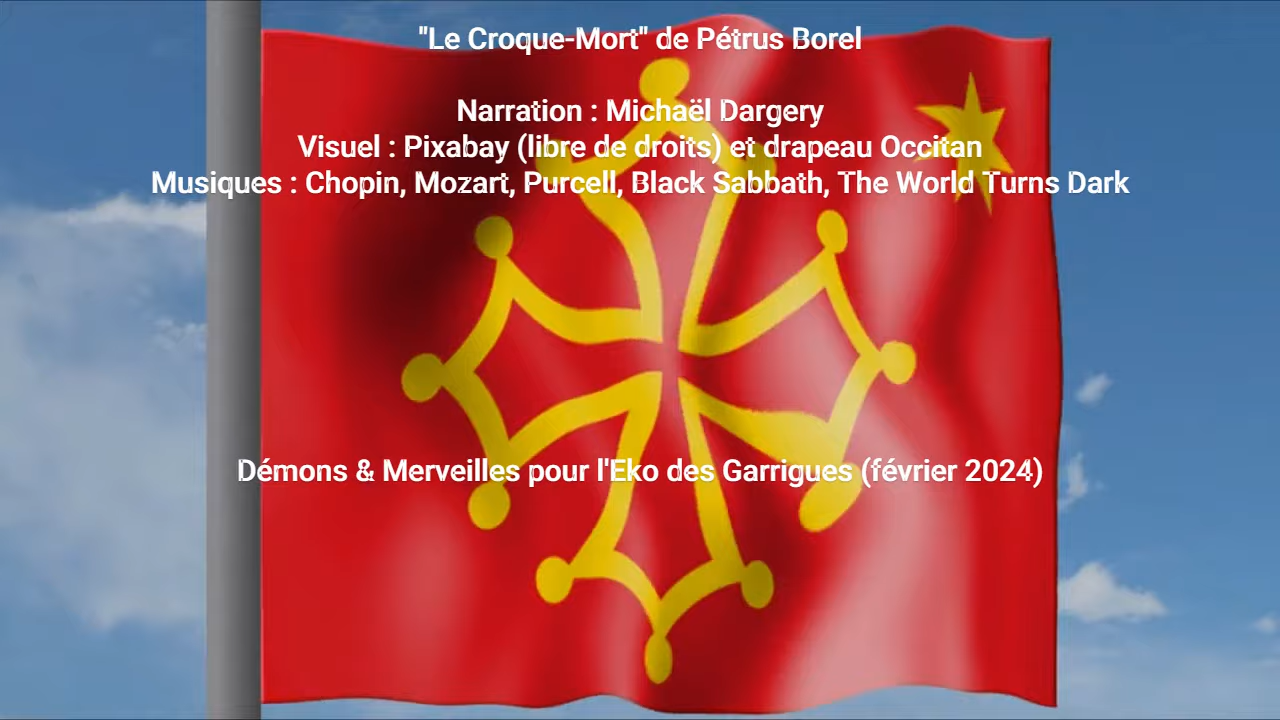 "Le Croque-Mort" de Pétrus Borel
Narration : Michaël Dargery
Visuel : Pixabay (libre de droits) et drapeau Occitan
Musiques : Chopin, Mozart, Purcell, Black Sabbath, The World Turns Dark
Démons & Merveilles pour l'Eko des Garrigues (février 2024)